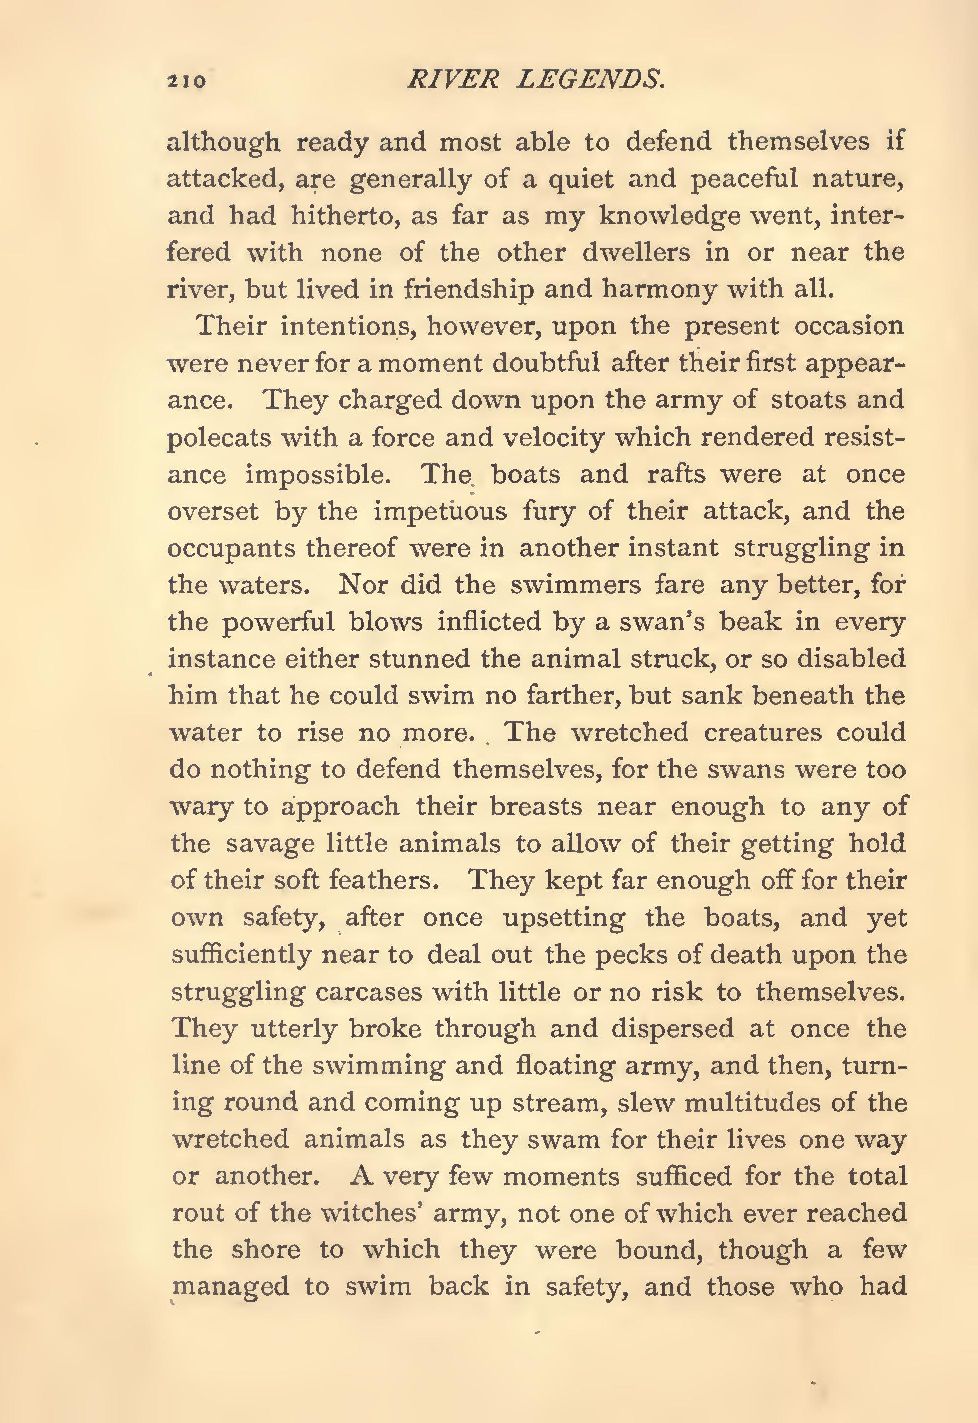 210 RIVER LEGENDS.
although ready and most able to defend themselves if
attacked, are generally of a quiet and peaceful nature,
and had hitherto, as far as my knowledge went, inter-
fered with none of the other dwellers in or near the
river, but lived in friendship and harmony with all.
Their intentions, however, upon the present occasion
were never for a moment doubtful after their first appear-
ance. They charged down upon the army of stoats and
polecats with a force and velocity which rendered resist-
ance impossible. The boats and rafts were at once
overset by the impetuous fury of their attack, and the
occupants thereof were in another instant struggling in
the waters. Nor did the swimmers fare any better, for
the powerful blows inflicted by a swan's beak in every
instance either stunned the animal struck, or so disabled
him that he could swim no farther, but sank beneath the
water to rise no more. The wretched creatures could
do nothing to defend themselves, for the swans were too
wary to approach their breasts near enough to any of
the savage little animals to allow of their getting hold
of their soft feathers. They kept far enough off for their
own safety, after once upsetting the boats, and yet
sufficiently near to deal out the pecks of death upon the
struggling carcases with little or no risk to themselves.
They utterly broke through and dispersed at once the
line of the swimming and floating army, and then, turn-
ing round and coming up stream, slew multitudes of the
wretched animals as they swam for their lives one way
or another. A very few moments sufficed for the total
rout of the witches' army, not one of which ever reached
the shore to which they were bound, though a few
managed to swim back in safety, and those who had